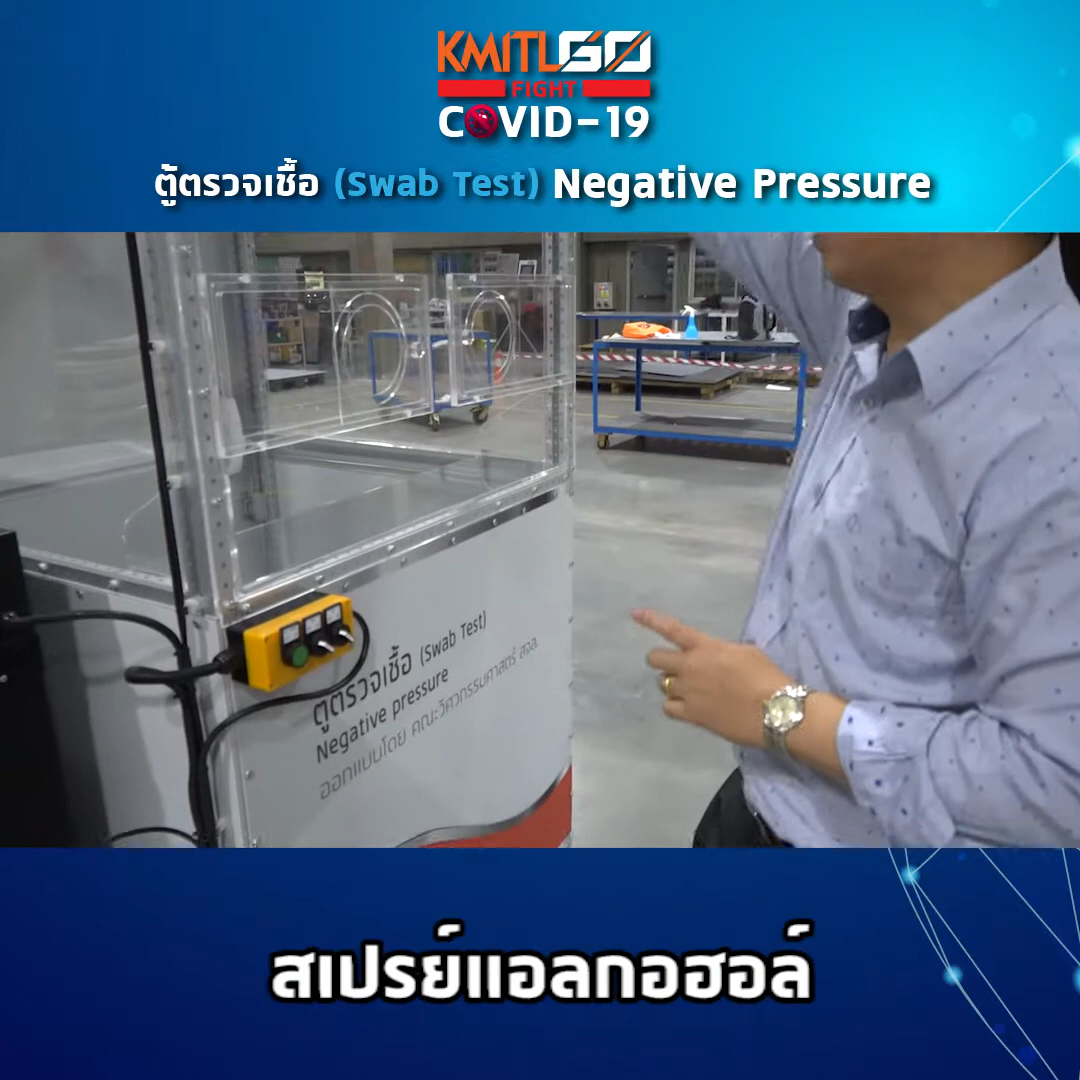 KMITLGO
FIGHT
COVID-19
ตู้ตรวจเชื้อ (Swab Test) Negative Pressure
ตู้ตรวจเชื้อ (Swab Test)
Negative pressure
ออกแบบโดย คณะวิศวกรรมศาสตร์ สจล.
สเปรย์แอลกอฮอล์